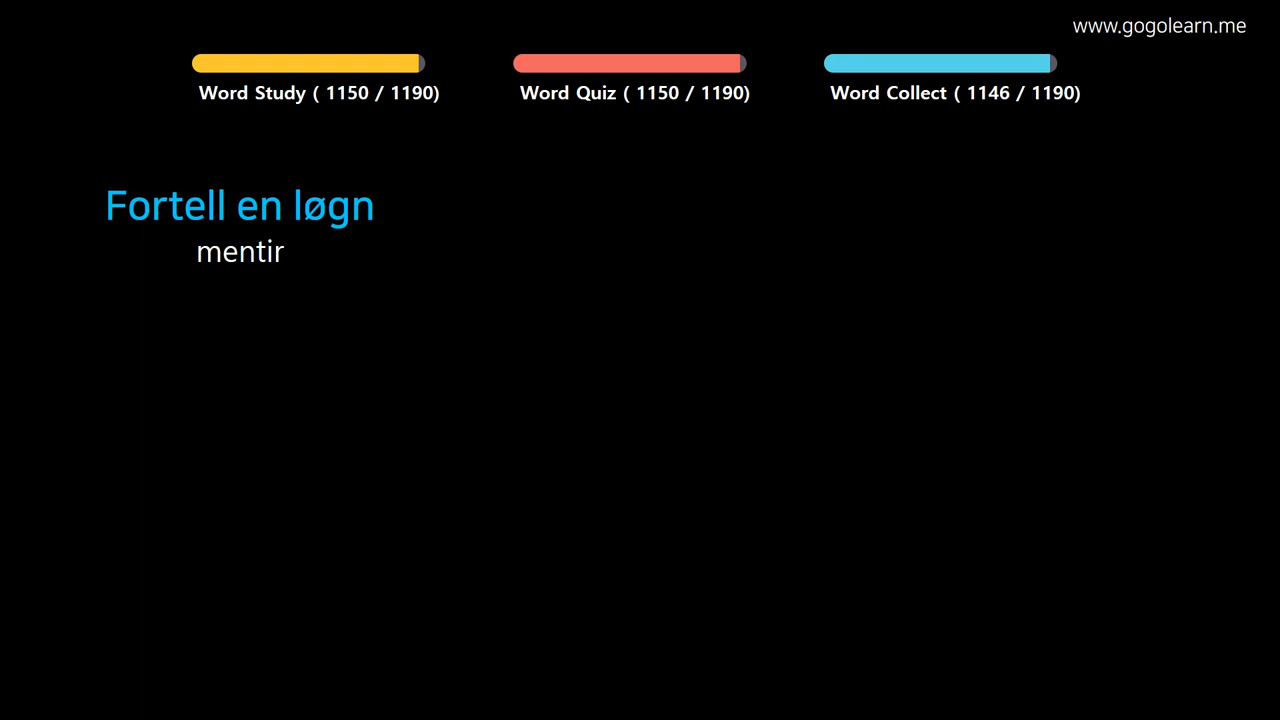 www.gogolearn.me
Word Study ( 1150 / 1190)
Word Quiz ( 1150 / 1190)
Word Collect ( 1146 / 1190)
Fortell en løgn
mentir